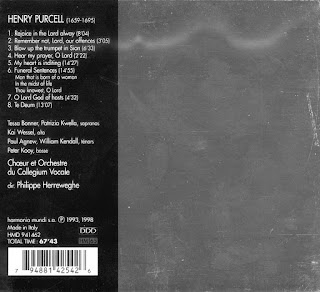 HENRY PURCELL (1659-1695)
1. Rejoice in the Lord alway (8'04)
2. Remember not, Lord, our offences (3'05)
3. Blow up the trumpet in Sion (6'33)
4. Hear my prayer, O Lord (2'22)
5. My heart is inditing (14'27)
6. Funeral Sentences (14'55)
Man that is born of a woman
In the midst of life
Thou knowest, O Lord
7. O Lord God of hosts (4'32)
8. Te Deum (13'07)
Tessa Bonner, Patrizia Kwella, sopranos
Kai Wessel, alto
Paul Agnew, William Kendall, ténors
Peter Kooy, basse
Chœur et Orchestre
du Collegium Vocale
dir. Philippe Herreweghe
harmonia mundi s.a. ℗ 1993, 1998
Made in Italy
HMD 941462
TOTAL TIME : 67'43
DDD
7 94881 42542 6